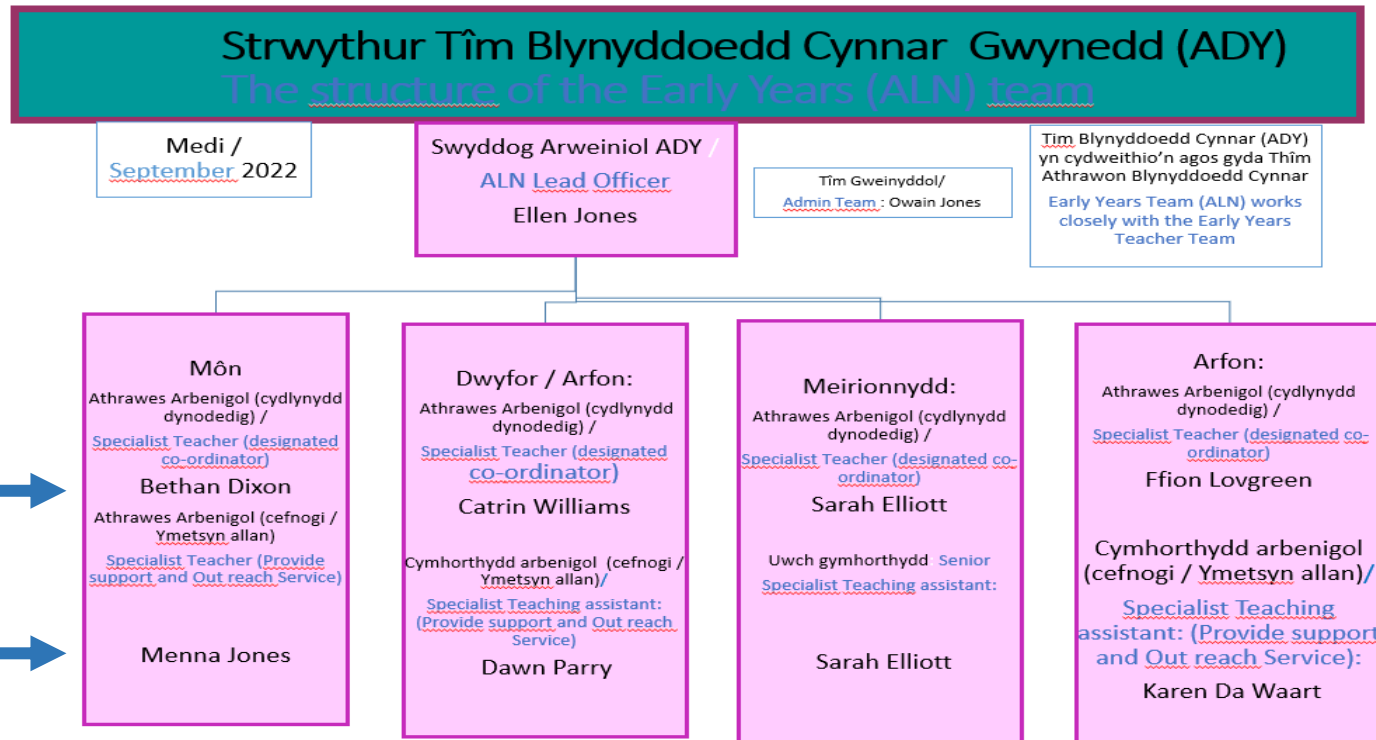 Strwythur Tîm Blynyddoedd Cynnar Gwynedd (ADY)
The structure of the Early Years (ALN) team
Medi /
September 2022
Swyddog Arweiniol ADY /
ALN Lead Officer
Ellen Jones
Tîm Gweinyddol/
Admin Team : Owain Jones
Tim Blynyddoedd Cynnar (ADY)
yn cydweithio'n agos gyda Thîm
Athrawon Blynyddoedd Cynnar
Early Years Team (ALN) works
closely with the Early Years
Teacher Team
Môn
Athrawes Arbenigol (cydlynydd
dynodedig) /
Specialist Teacher (designated
co-ordinator)
Bethan Dixon
Athrawes Arbenigol (cefnogi /
Ymetsyn allan)
Specialist Teacher (Provide
support and Out reach Service)
Menna Jones
Dwyfor / Arfon:
Athrawes Arbenigol (cydlynydd
dynodedig) /
Specialist Teacher (designated
co-ordinator)
Catrin Williams
Cymhorthydd arbenigol (cefnogi /
Ymetsyn allan)/
Specialist Teaching assistant:
(Provide support and Out reach
Service)
Dawn Parry
Meirionnydd:
Athrawes Arbenigol (cydlynydd
dynodedig) /
Specialist Teacher (designated co-
ordinator)
Sarah Elliott
Uwch gymhorthydd Senior
Specialist Teaching assistant:
Sarah Elliott
Arfon:
Athrawes Arbenigol (cydlynydd
dynodedig) /
Specialist Teacher (designated co-
ordinator)
Ffion Lovgreen
Cymhorthydd arbenigol
(cefnogi / Ymetsyn allan)/
Specialist Teaching
assistant: (Provide support
and Out reach Service):
Karen Da Waart